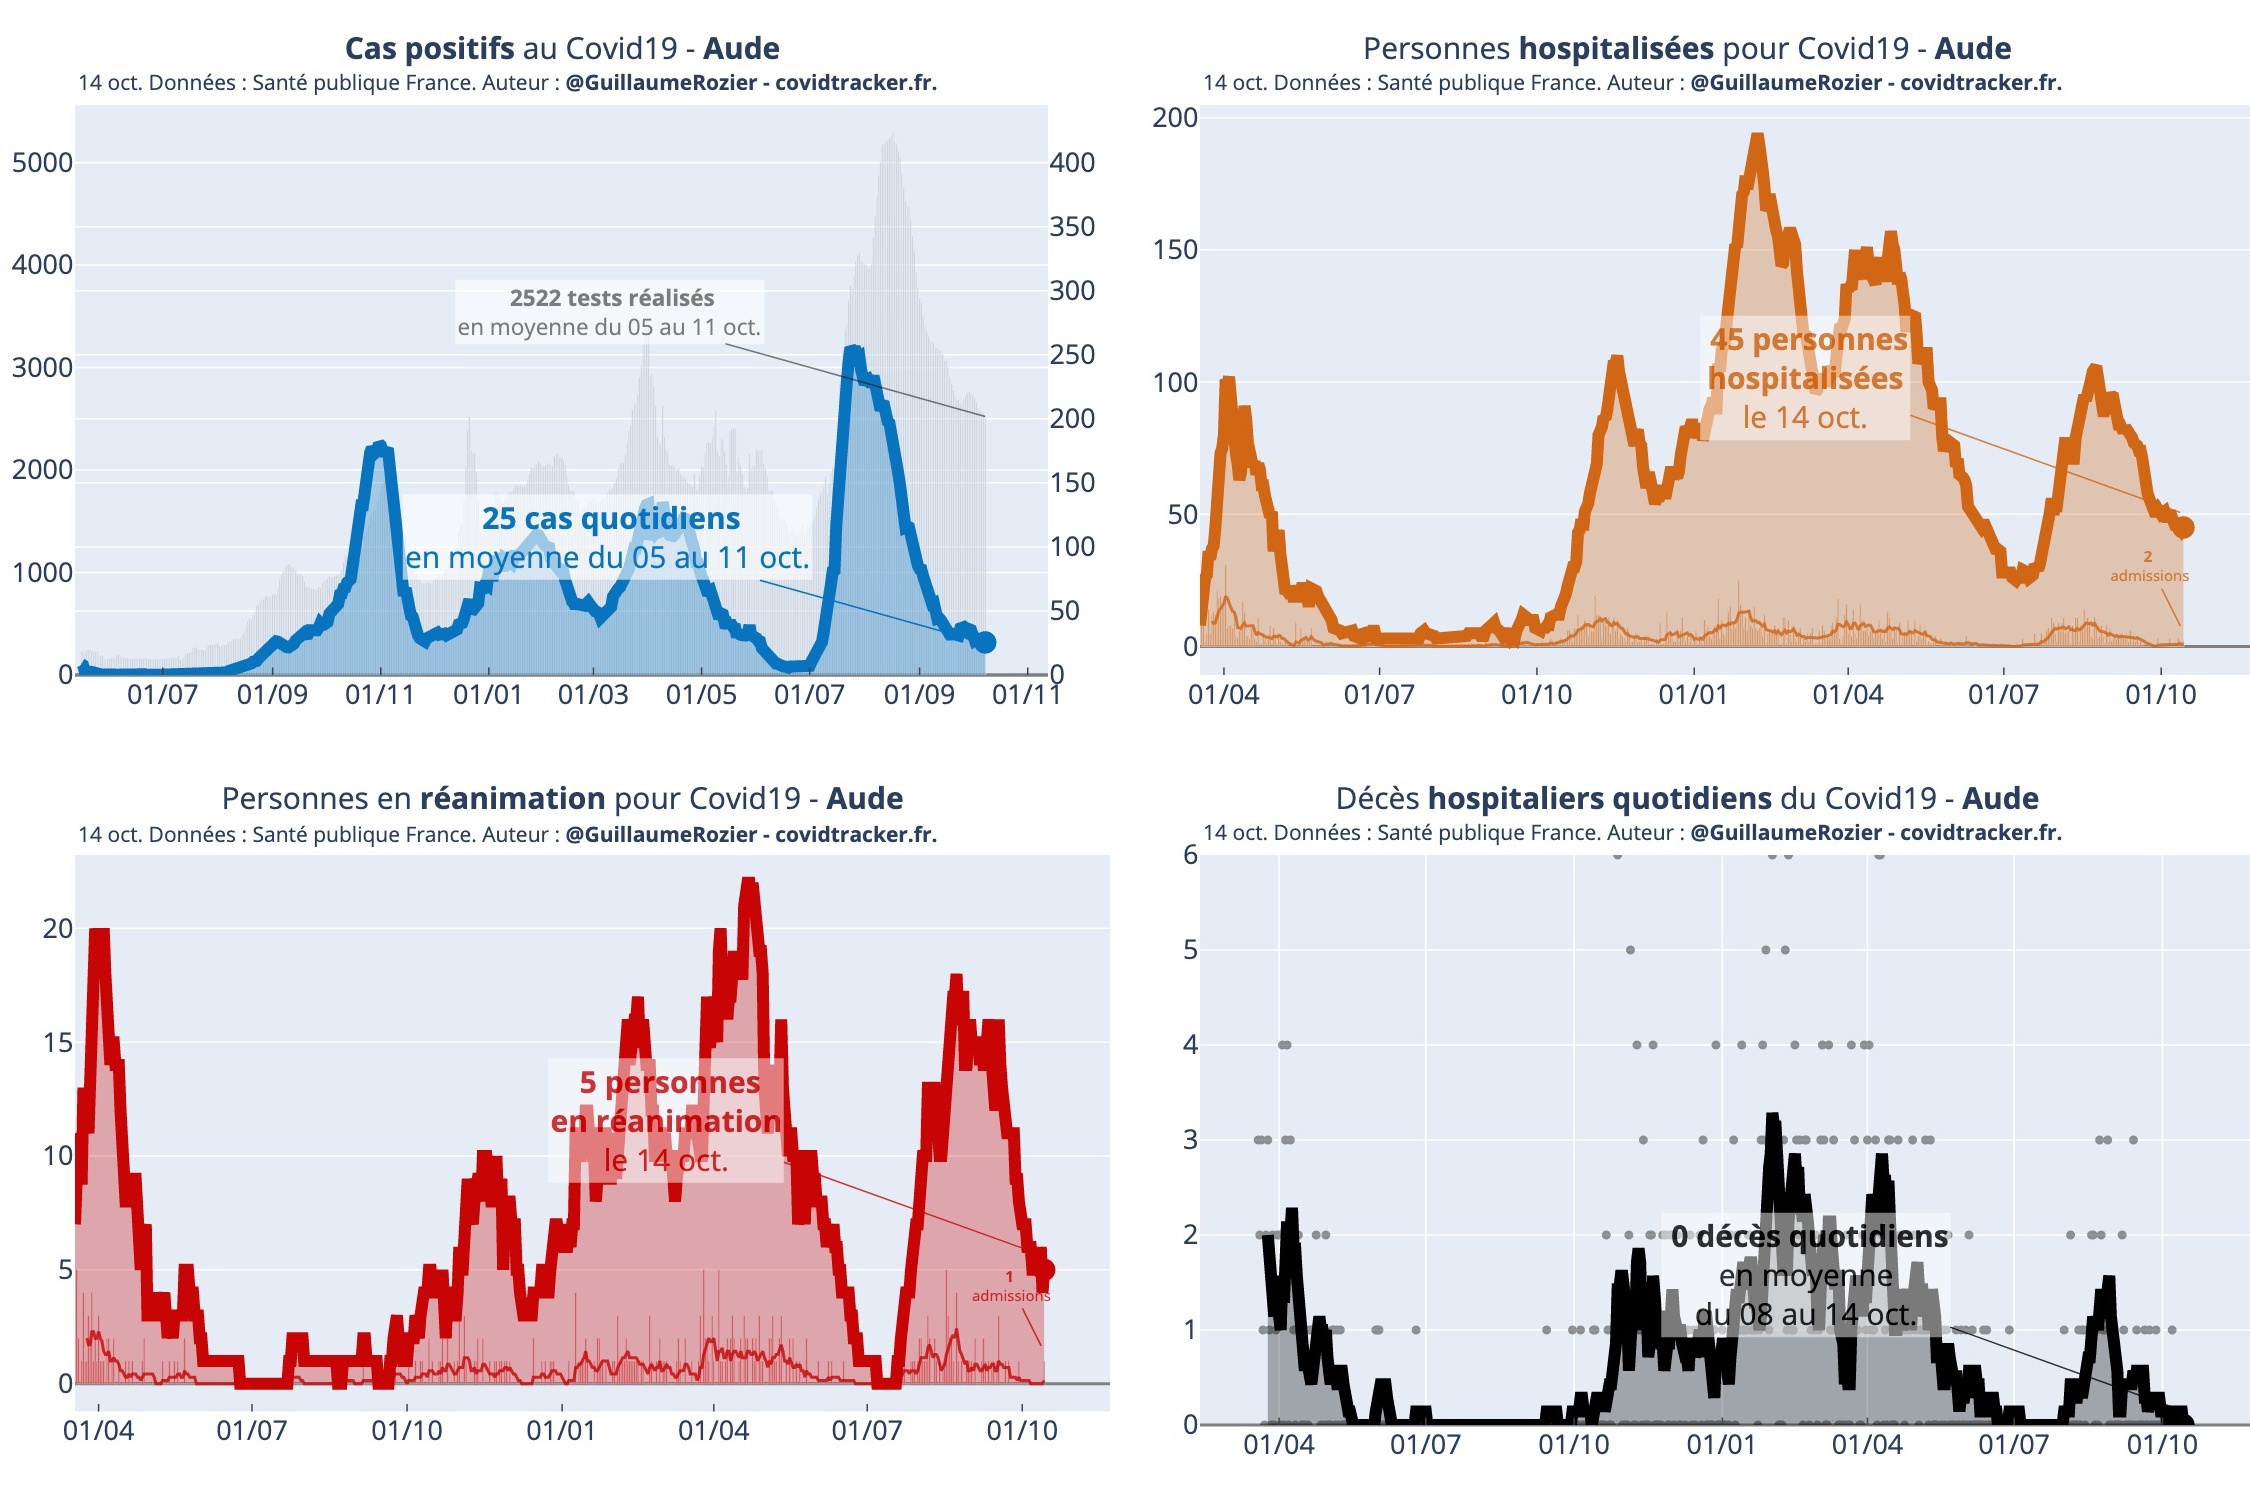 Cas positifs au Covid19 - Aude
14 oct. Données : Santé publique France. Auteur : @GuillaumeRozier - covidtracker.fr.
5000
4000
3000
2000
1000
0
400
350
300
250
200
150
100
50
0
2522 tests réalisés
en moyenne du 05 au 11 oct.
25 cas quotidiens
en moyenne du 05 au 11 oct.
01/07 01/09 01/11 01/01 01/03 01/05 01/07 01/09 01/11
Personnes hospitalisées pour Covid19 - Aude
14 oct. Données : Santé publique France. Auteur : @GuillaumeRozier - covidtracker.fr.
200
150
100
50
0
45 personnes
hospitalisées
le 14 oct.
2
admissions
01/04 01/07 01/10 01/01 01/04 01/07 01/10
Personnes en réanimation pour Covid19 - Aude
14 oct. Données : Santé publique France. Auteur : @GuillaumeRozier - covidtracker.fr.
20
15
10
5
0
5 personnes
en réanimation
le 14 oct.
1
admissions
01/04 01/07 01/10 01/01 01/04 01/07 01/10
Décès hospitaliers quotidiens du Covid19 - Aude
14 oct. Données : Santé publique France. Auteur : @GuillaumeRozier - covidtracker.fr.
6
5
4
3
2
1
0
0 décès quotidiens
en moyenne
du 08 au 14 oct.
01/04 01/07 01/10 01/01 01/04 01/07 01/10